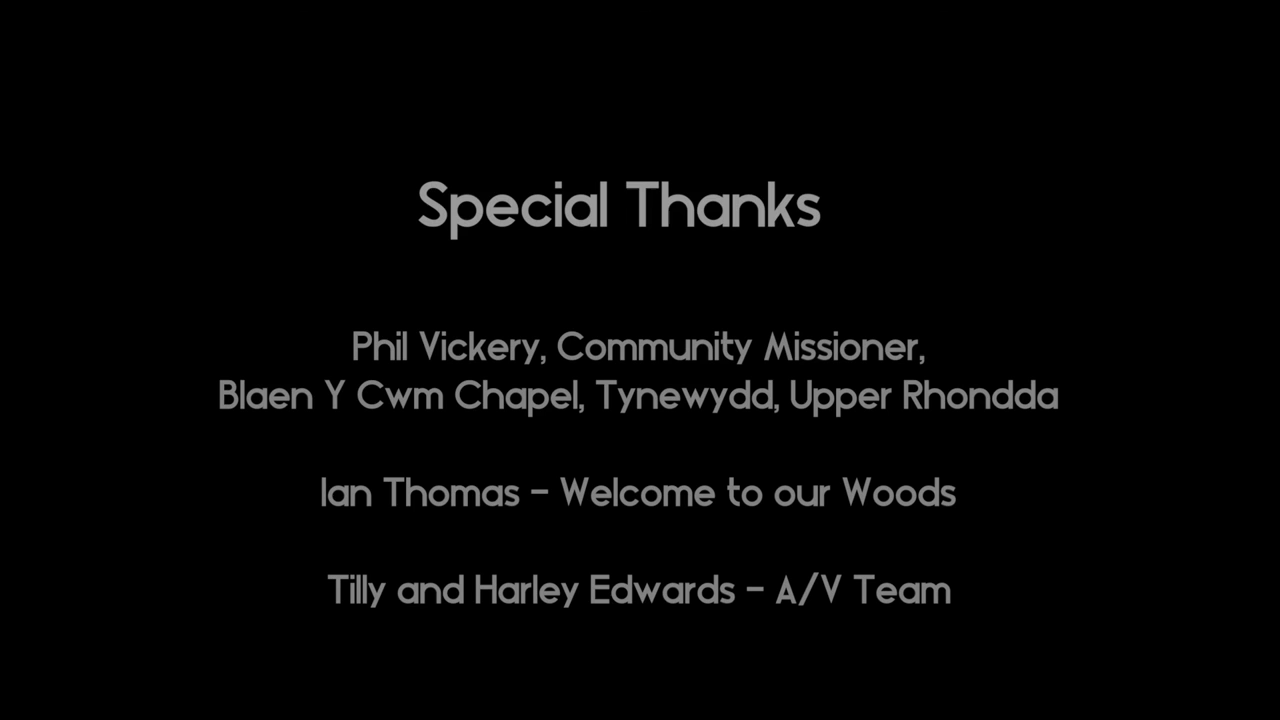 Special Thanks
Phil Vickery, Community Missioner,
Blaen Y Cwm Chapel, Tynewydd, Upper Rhondda
Ian Thomas - Welcome to our Woods
Tilly and Harley Edwards - A/V Team